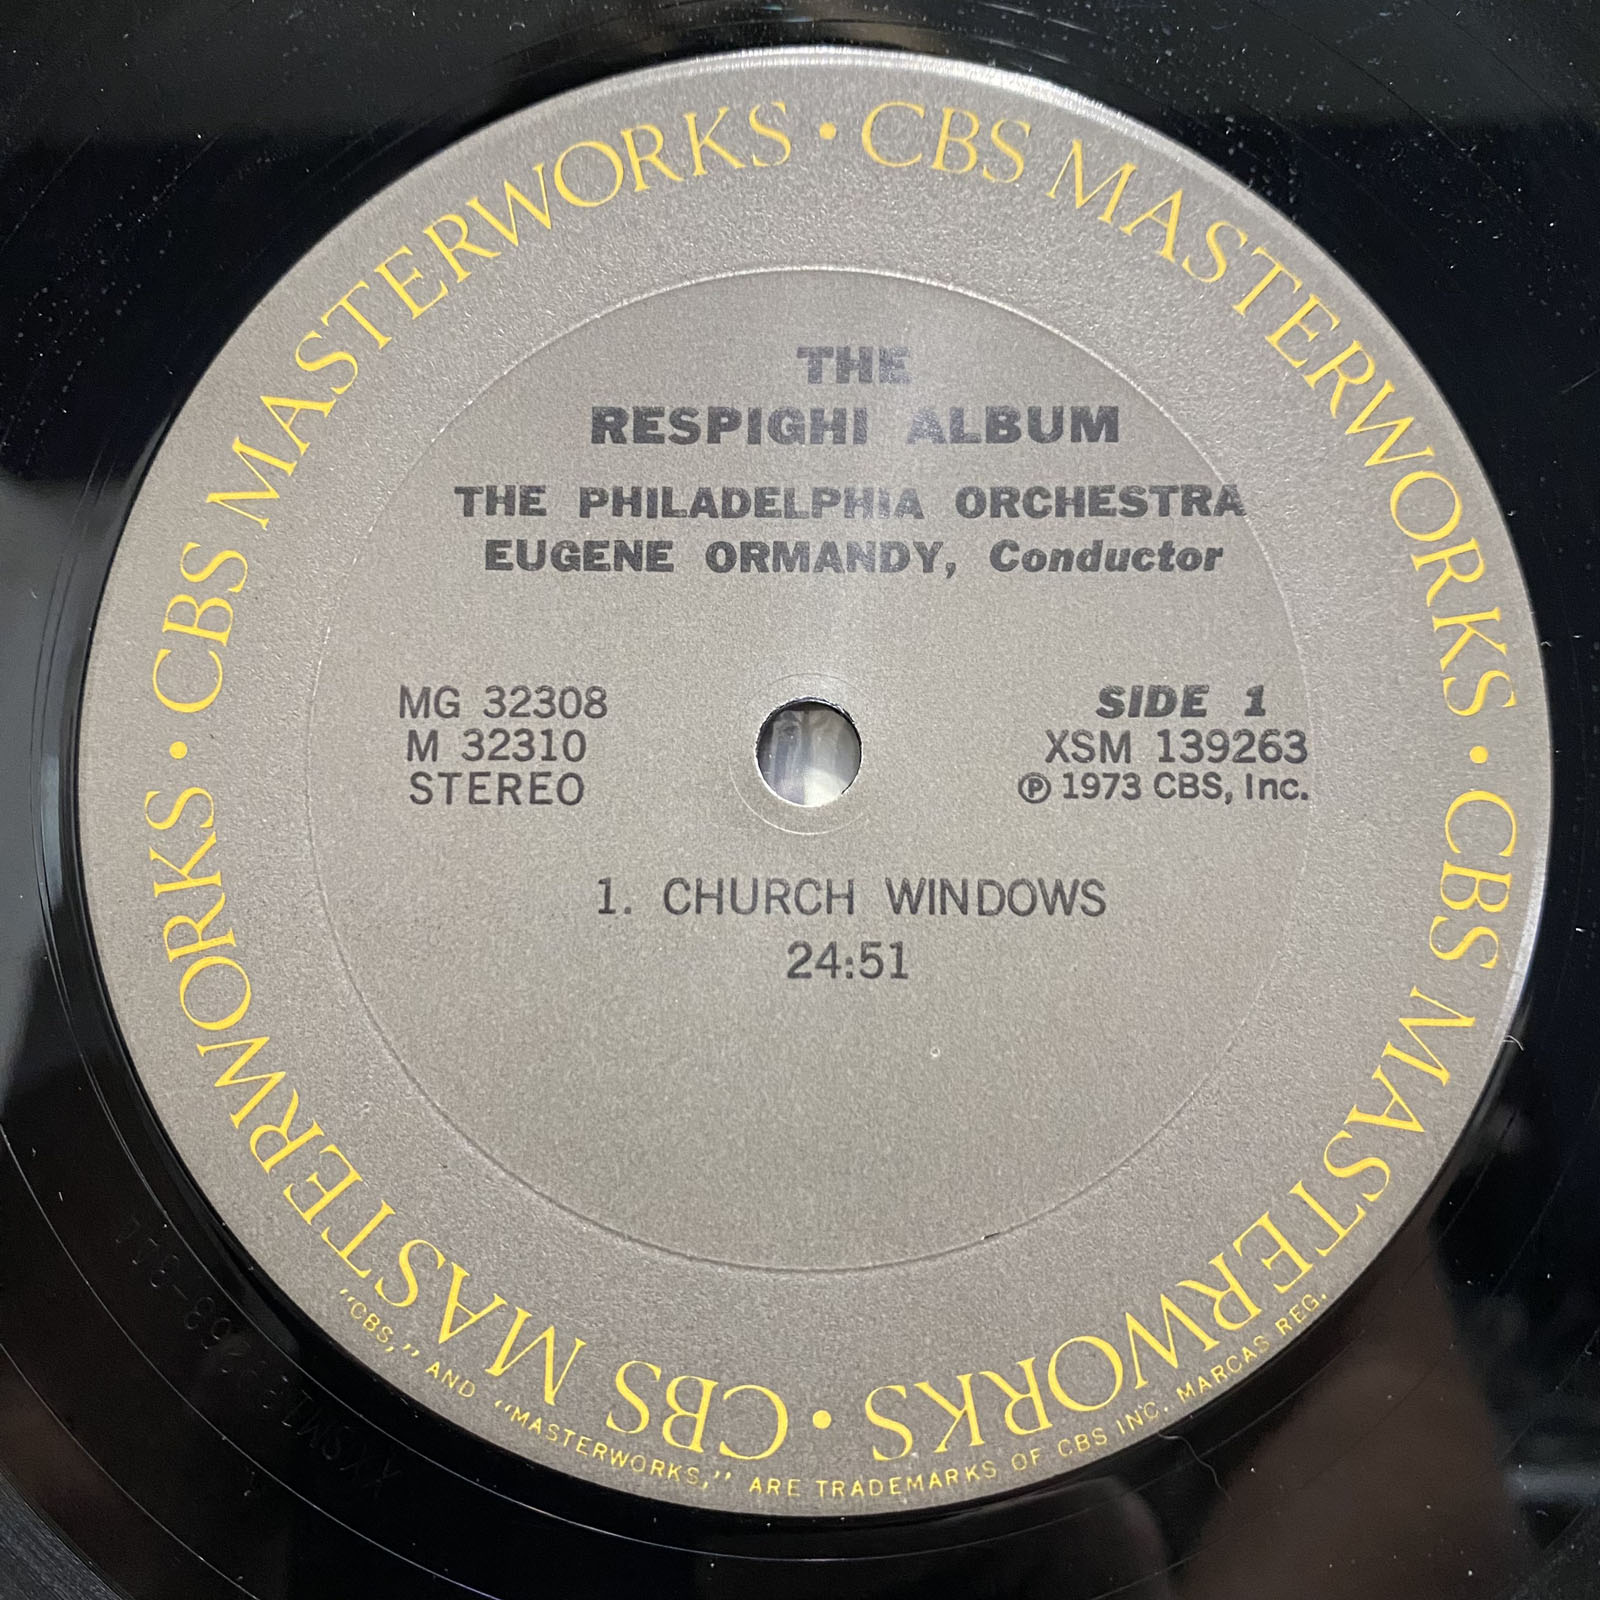 CBS MASTERWORKS • CBS MASTERWORKS • CBS MASTERWORKS • CBS MASTERWORKS • CBS MASTERWORKS •
THE
RESPIGHI ALBUM
THE PHILADELPHIA ORCHESTRA
EUGENE ORMANDY, Conductor
MG 32308
M 32310
STEREO
SIDE 1
XSM 139263
℗ 1973 CBS, Inc.
1. CHURCH WINDOWS
24:51
"CBS," AND "MASTERWORKS," ARE TRADEMARKS OF CBS INC. MARCAS REG.